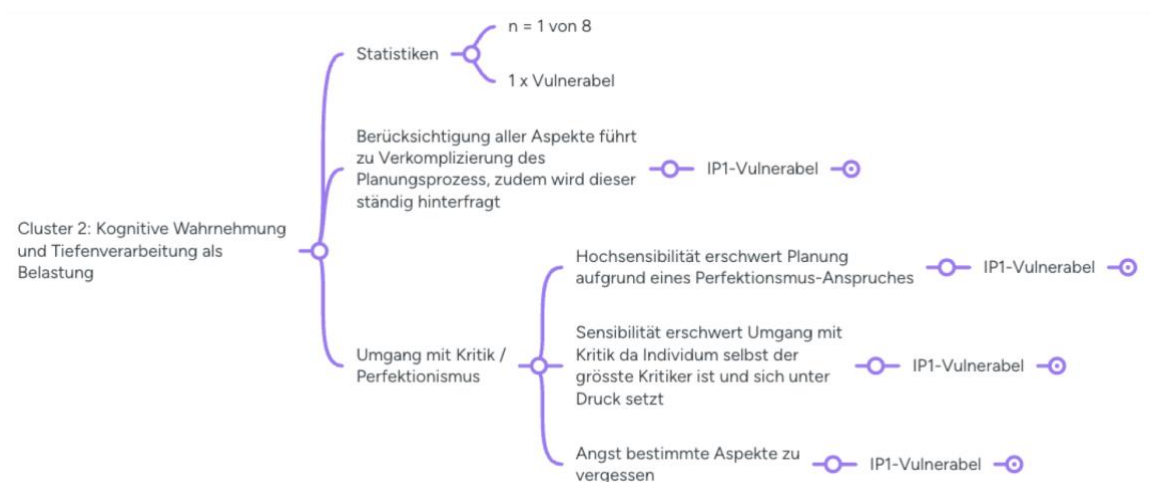 n = 1 von 8
Statistiken
1 x Vulnerabel
Berücksichtigung aller Aspekte führt
zu Verkomplizierung des
Planungsprozess, zudem wird dieser
ständig hinterfragt
IP1-Vulnerabel
Cluster 2: Kognitive Wahrnehmung
und Tiefenverarbeitung als
Belastung
Umgang mit Kritik /
Perfektionismus
Hochsensibilität erschwert Planung
aufgrund eines Perfektionsmus-Anspruches
IP1-Vulnerabel
Sensibilität erschwert Umgang mit
Kritik da Individum selbst der
grösste Kritiker ist und sich unter
Druck setzt
IP1-Vulnerabel
Angst bestimmte Aspekte zu
vergessen
IP1-Vulnerabel